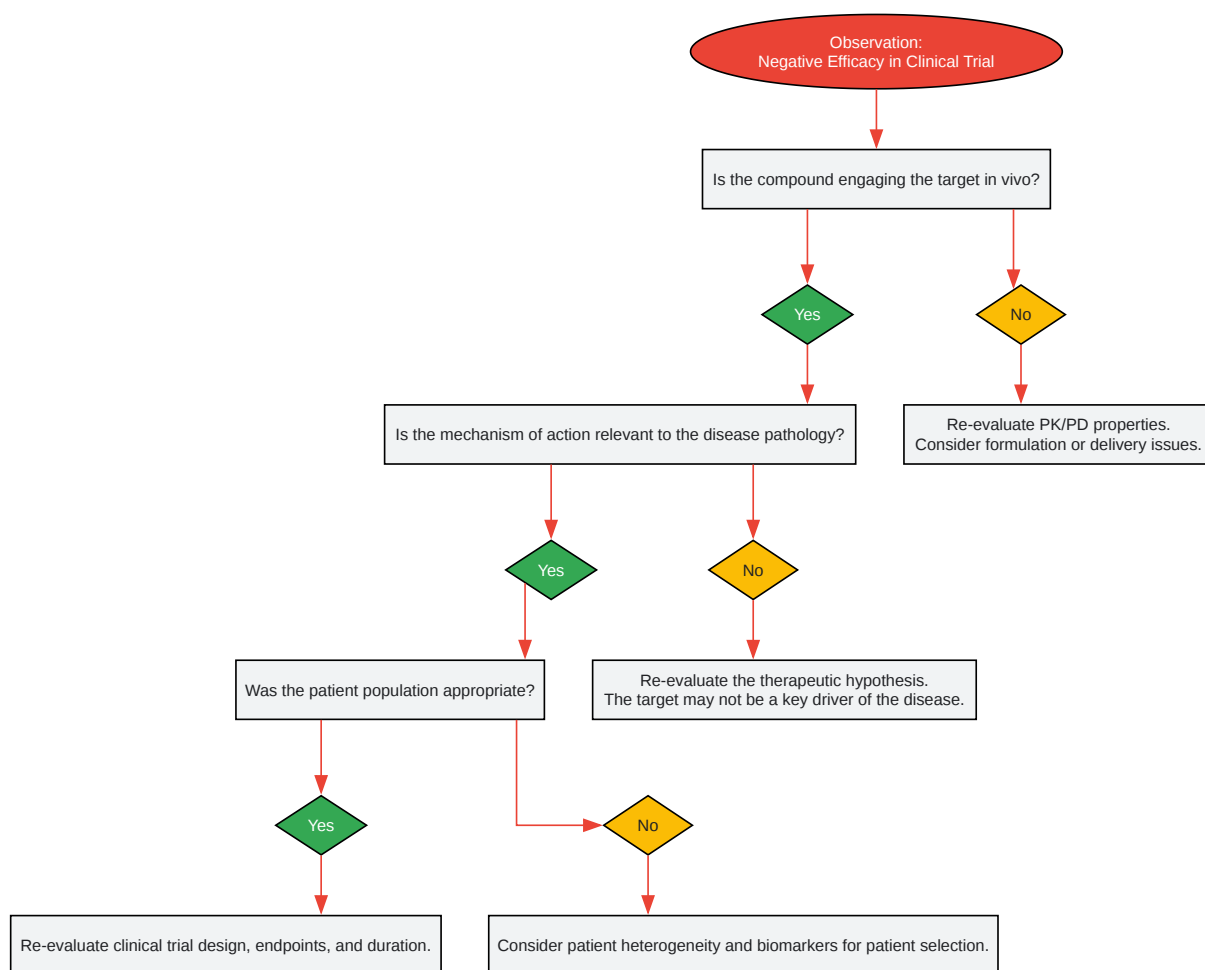 Observation:
Negative Efficacy in Clinical Trial
Is the compound engaging the target in vivo?
Yes
No
Is the mechanism of action relevant to the disease pathology?
Re-evaluate PK/PD properties.
Consider formulation or delivery issues.
Yes
No
Was the patient population appropriate?
Re-evaluate the therapeutic hypothesis.
The target may not be a key driver of the disease.
Yes
No
Re-evaluate clinical trial design, endpoints, and duration.
Consider patient heterogeneity and biomarkers for patient selection.